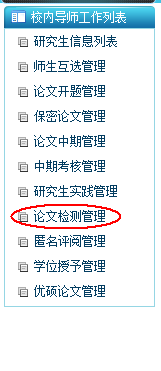 校内导师工作列表
研究生信息列表
师生互选管理
论文开题管理
保密论文管理
论文中期管理
中期考核管理
研究生实践管理
论文检测管理
匿名评阅管理
学位授予管理
优硕论文管理